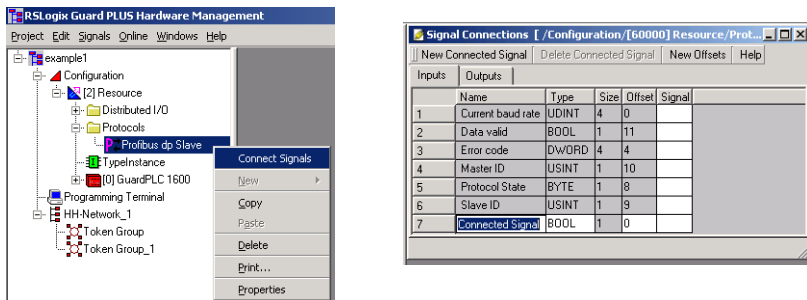 RSLogix Guard PLUS Hardware Management
Project Edit Signals Online Windows Help
example1
Configuration
[2] Resource
Distributed I/O
Protocols
Profibus dp Slave
TypeInstance
[0] GuardPLC 1600
Programming Terminal
HH-Network_1
Token Group
Token Group_1
Connect Signals
New
Copy
Paste
Delete
Print...
Properties
Signal Connections [ /Configuration/[60000] Resource/Prot...
New Connected Signal Delete Connected Signal New Offsets Help
Inputs Outputs
Name Type Size Offset Signal
1 Current baud rate UDINT 4 0
2 Data valid BOOL 1 11
3 Error code DWORD 4 4
4 Master ID USINT 1 10
5 Protocol State BYTE 1 8
6 Slave ID USINT 1 9
7 Connected Signal BOOL 1 0